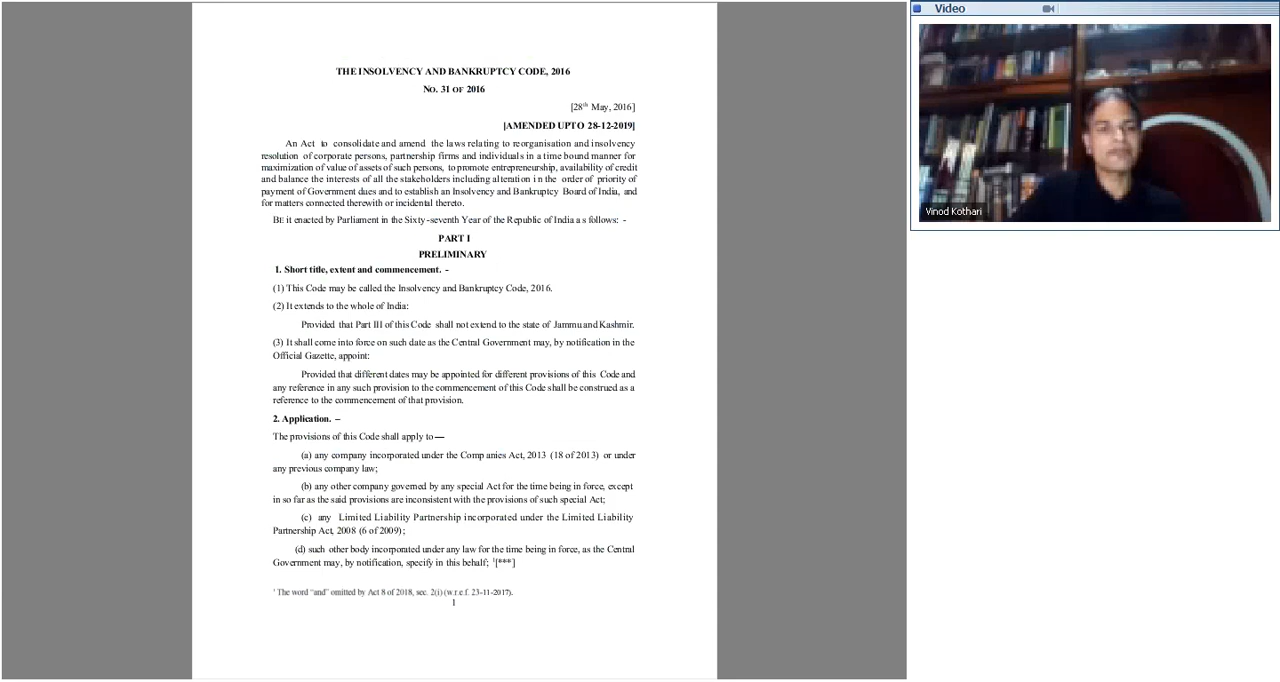 THE INSOLVENCY AND BANKRUPTCY CODE, 2016
NO. 31 OF 2016
[28th May, 2016]
[AMENDED UPTO 28-12-2019]
An Act to consolidate and amend the laws relating to reorganisation and insolvency
resolution of corporate persons, partnership firms and individuals in a time bound manner for
maximization of value of assets of such persons, to promote entrepreneurship, availability of credit
and balance the interests of all the stakeholders including alteration in the order of priority of
payment of Government dues and to establish an Insolvency and Bankruptcy Board of India, and
for matters connected therewith or incidental thereto.
BE it enacted by Parliament in the Sixty-seventh Year of the Republic of India as follows: -
PART I
PRELIMINARY
1. Short title, extent and commencement. -
(1) This Code may be called the Insolvency and Bankruptcy Code, 2016.
(2) It extends to the whole of India:
Provided that Part III of this Code shall not extend to the state of Jammu and Kashmir.
(3) It shall come into force on such date as the Central Government may, by notification in the
Official Gazette, appoint:
Provided that different dates may be appointed for different provisions of this Code and
any reference in any such provision to the commencement of this Code shall be construed as a
reference to the commencement of that provision.
2. Application. –
The provisions of this Code shall apply to —
(a) any company incorporated under the Companies Act, 2013 (18 of 2013) or under
any previous company law;
(b) any other company governed by any special Act for the time being in force, except
in so far as the said provisions are inconsistent with the provisions of such special Act;
(c) any Limited Liability Partnership incorporated under the Limited Liability
Partnership Act, 2008 (6 of 2009);
(d) such other body incorporated under any law for the time being in force, as the Central
Government may, by notification, specify in this behalf; 1[***]
1 The word "and" omitted by Act 8 of 2018, sec. 2(i) (w.r.e.f. 23-11-2017).
1
Video
Vinod Kothari